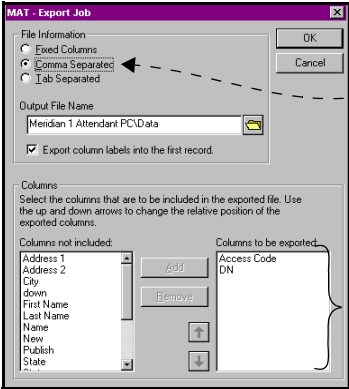 MAT - Export Job
File Information
Fixed Columns
Comma Separated
Tab Separated
OK
Cancel
Output File Name
Meridian 1 Attendant PC\Data
Export column labels into the first record.
Columns
Select the columns that are to be included in the exported file. Use
the up and down arrows to change the relative position of the
exported columns.
Columns not included:
Address 1
Address 2
City
down
First Name
Last Name
Name
New
Publish
State
Add
Remove
Columns to be exported:
Access Code
DN